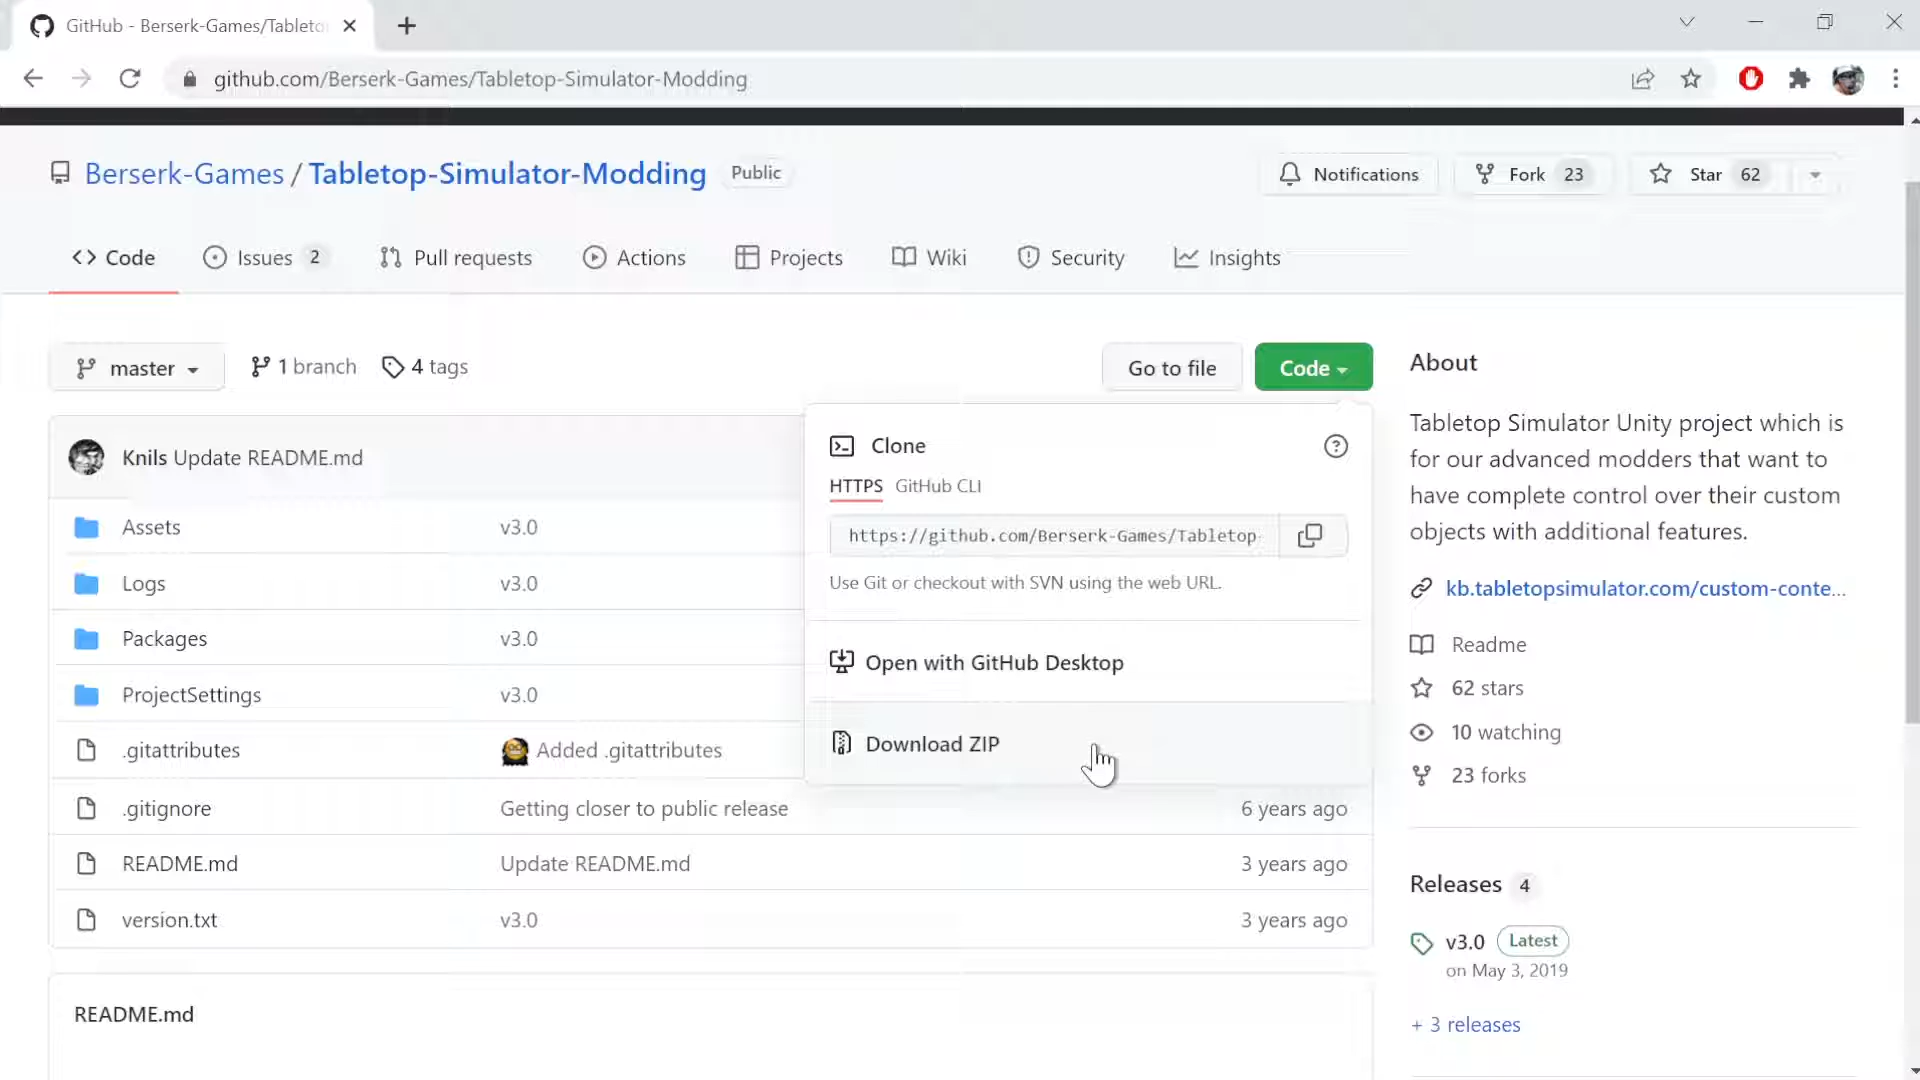 GitHub - Berserk-Games/Tableto
github.com/Berserk-Games/Tabletop-Simulator-Modding
Berserk-Games / Tabletop-Simulator-Modding Public
Notifications
Fork 23
Star 62
Code
Issues 2
Pull requests
Actions
Projects
Wiki
Security
Insights
master
1 branch
4 tags
Go to file
Code
Knils Update README.md
Assets v3.0
Logs v3.0
Packages v3.0
ProjectSettings v3.0
.gitattributes Added .gitattributes
.gitignore Getting closer to public release 6 years ago
README.md Update README.md 3 years ago
version.txt v3.0 3 years ago
README.md
Clone
HTTPS GitHub CLI
https://github.com/Berserk-Games/Tabletop-
Use Git or checkout with SVN using the web URL.
Open with GitHub Desktop
Download ZIP
About
Tabletop Simulator Unity project which is
for our advanced modders that want to
have complete control over their custom
objects with additional features.
kb.tabletopsimulator.com/custom-conte...
Readme
62 stars
10 watching
23 forks
Releases 4
v3.0 Latest
on May 3, 2019
+ 3 releases